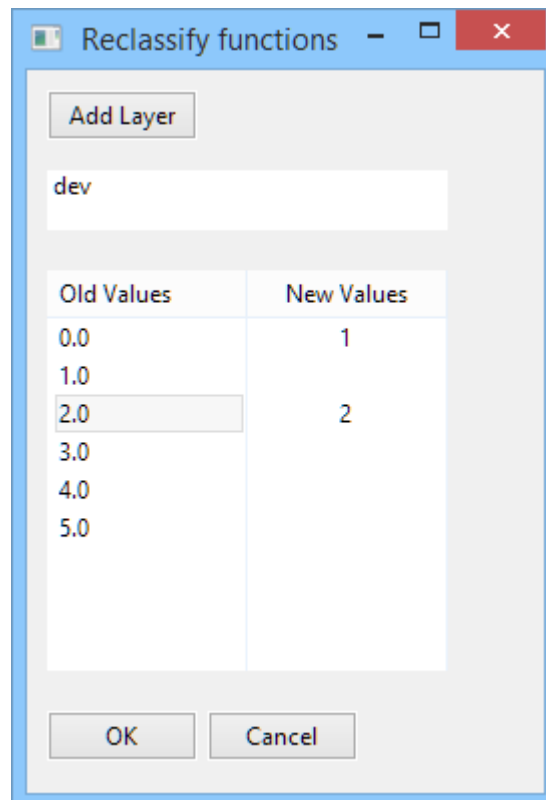 Reclassify functions
Add Layer
dev
Old Values New Values
0.0 1
1.0
2.0 2
3.0
4.0
5.0
OK Cancel